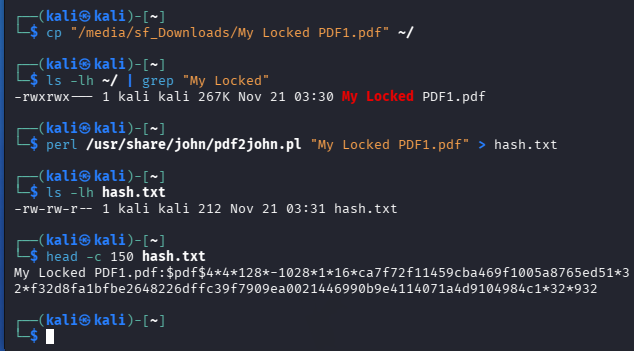 ┌──(kali㉿kali)-[~]
└─$ cp "/media/sf_Downloads/My Locked PDF1.pdf" ~/
┌──(kali㉿kali)-[~]
└─$ ls -lh ~/ | grep "My Locked"
-rwxrwx--- 1 kali kali 267K Nov 21 03:30 My Locked PDF1.pdf
┌──(kali㉿kali)-[~]
└─$ perl /usr/share/john/pdf2john.pl "My Locked PDF1.pdf" > hash.txt
┌──(kali㉿kali)-[~]
└─$ ls -lh hash.txt
-rw-rw-r-- 1 kali kali 212 Nov 21 03:31 hash.txt
┌──(kali㉿kali)-[~]
└─$ head -c 150 hash.txt
My Locked PDF1.pdf:$pdf$4*4*128*-1028*1*16*ca7f72f11459cba469f1005a8765ed51*3
2*f32d8fa1bfbe2648226dffc39f7909ea0021446990b9e4114071a4d9104984c1*32*932
┌──(kali㉿kali)-[~]
└─$